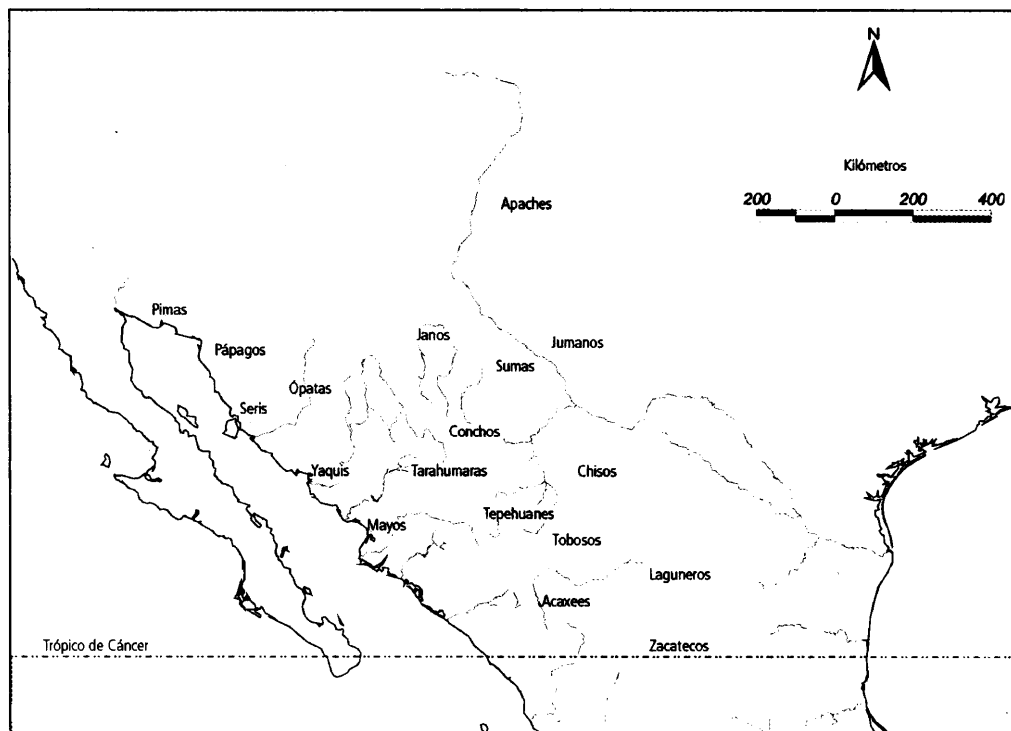 N
Kilómetros
200 0 200 400
Apaches
Pimas
Janos
Jumanos
Pápagos
Sumas
Ópatas
Seris
Conchos
Yaquis
Tarahumaras
Chisos
Tepehuanes
Mayos
Tobosos
Laguneros
Acaxees
Trópico de Cáncer
Zacatecos